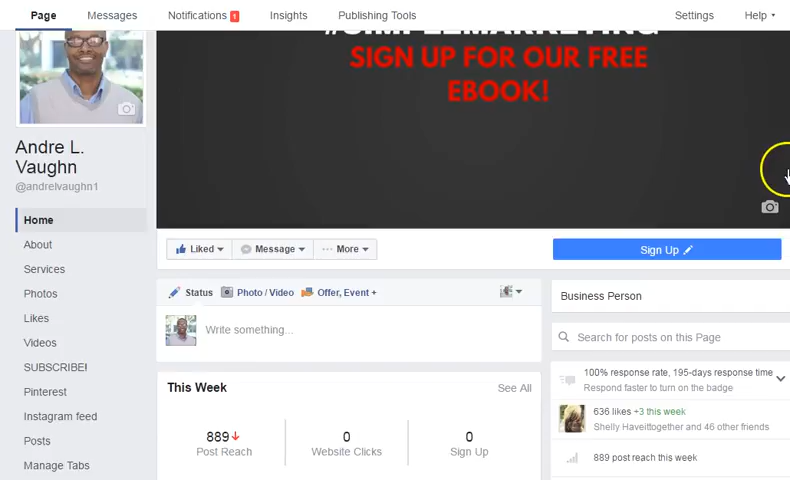 Page Messages Notifications 1 Insights Publishing Tools Settings Help
#SIMPLEMARKETING
SIGN UP FOR OUR FREE
EBOOK!
Andre L.
Vaughn
@andrelvaughn1
Home
About
Services
Photos
Likes
Videos
SUBSCRIBE!
Pinterest
Instagram feed
Posts
Manage Tabs
Liked Message ··· More
Sign Up
Status Photo / Video Offer, Event +
Write something...
This Week See All
889 0 0
Post Reach Website Clicks Sign Up
Business Person
Search for posts on this Page
100% response rate, 195-days response time
Respond faster to turn on the badge
636 likes +3 this week
Shelly Haveittogether and 46 other friends
889 post reach this week